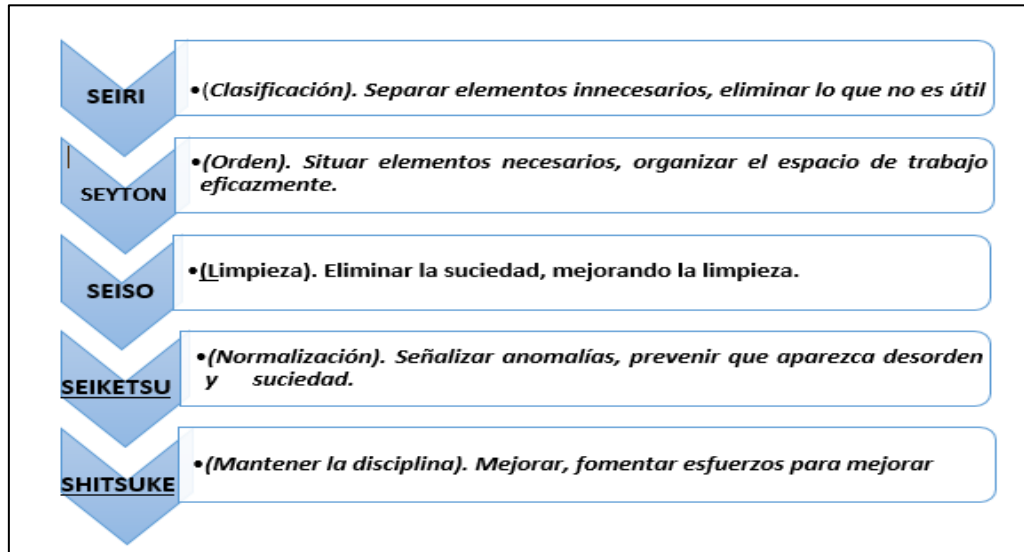 SEIRI
•(Clasificación). Separar elementos innecesarios, eliminar lo que no es útil
SEYTON
•(Orden). Situar elementos necesarios, organizar el espacio de trabajo
eficazmente.
SEISO
•(Limpieza). Eliminar la suciedad, mejorando la limpieza.
SEIKETSU
•(Normalización). Señalizar anomalías, prevenir que aparezca desorden
y suciedad.
SHITSUKE
•(Mantener la disciplina). Mejorar, fomentar esfuerzos para mejorar